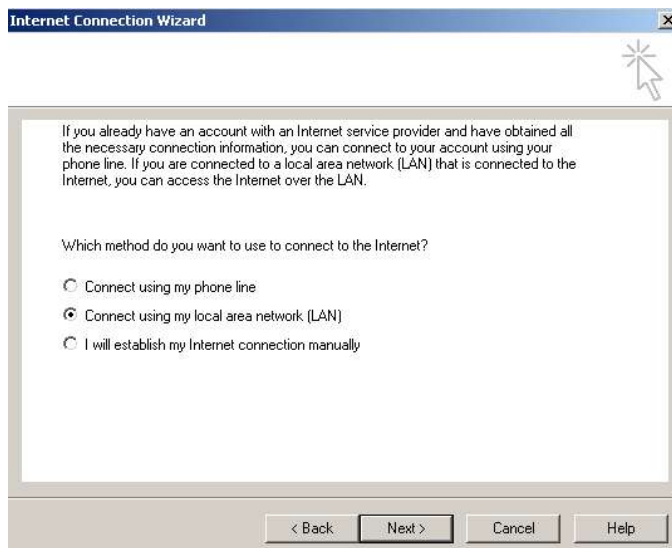 Internet Connection Wizard
If you already have an account with an Internet service provider and have obtained all
the necessary connection information, you can connect to your account using your
phone line. If you are connected to a local area network (LAN) that is connected to the
Internet, you can access the Internet over the LAN.
Which method do you want to use to connect to the Internet?
Connect using my phone line
Connect using my local area network (LAN)
I will establish my Internet connection manually
< Back Next > Cancel Help